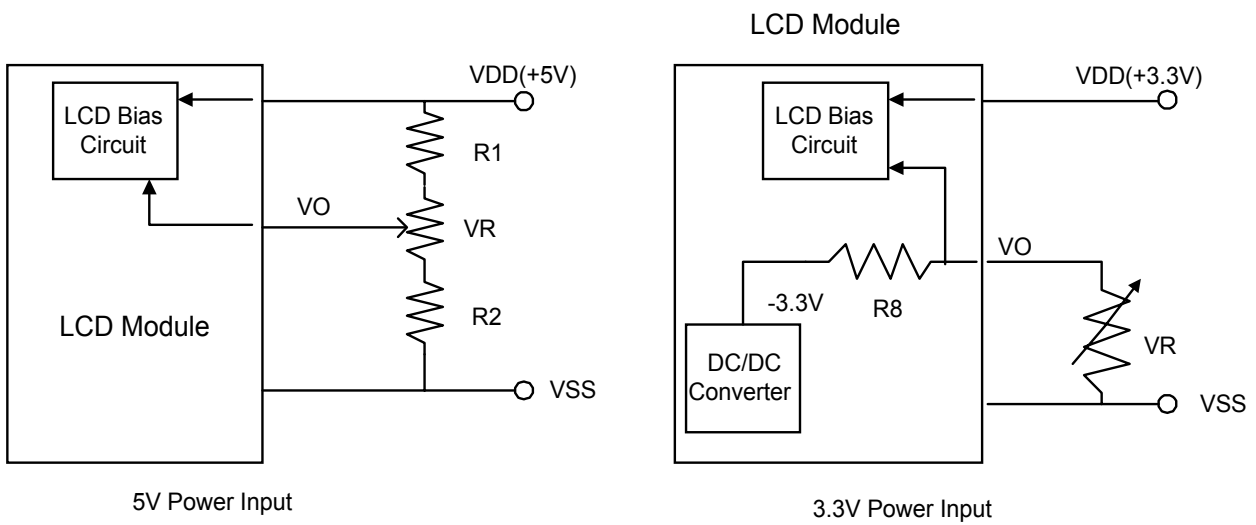 VDD(+5V)
LCD Bias
Circuit
R1
VO
VR
LCD Module
R2
VSS
5V Power Input
LCD Module
VDD(+3.3V)
LCD Bias
Circuit
VO
-3.3V
R8
DC/DC
Converter
VR
VSS
3.3V Power Input